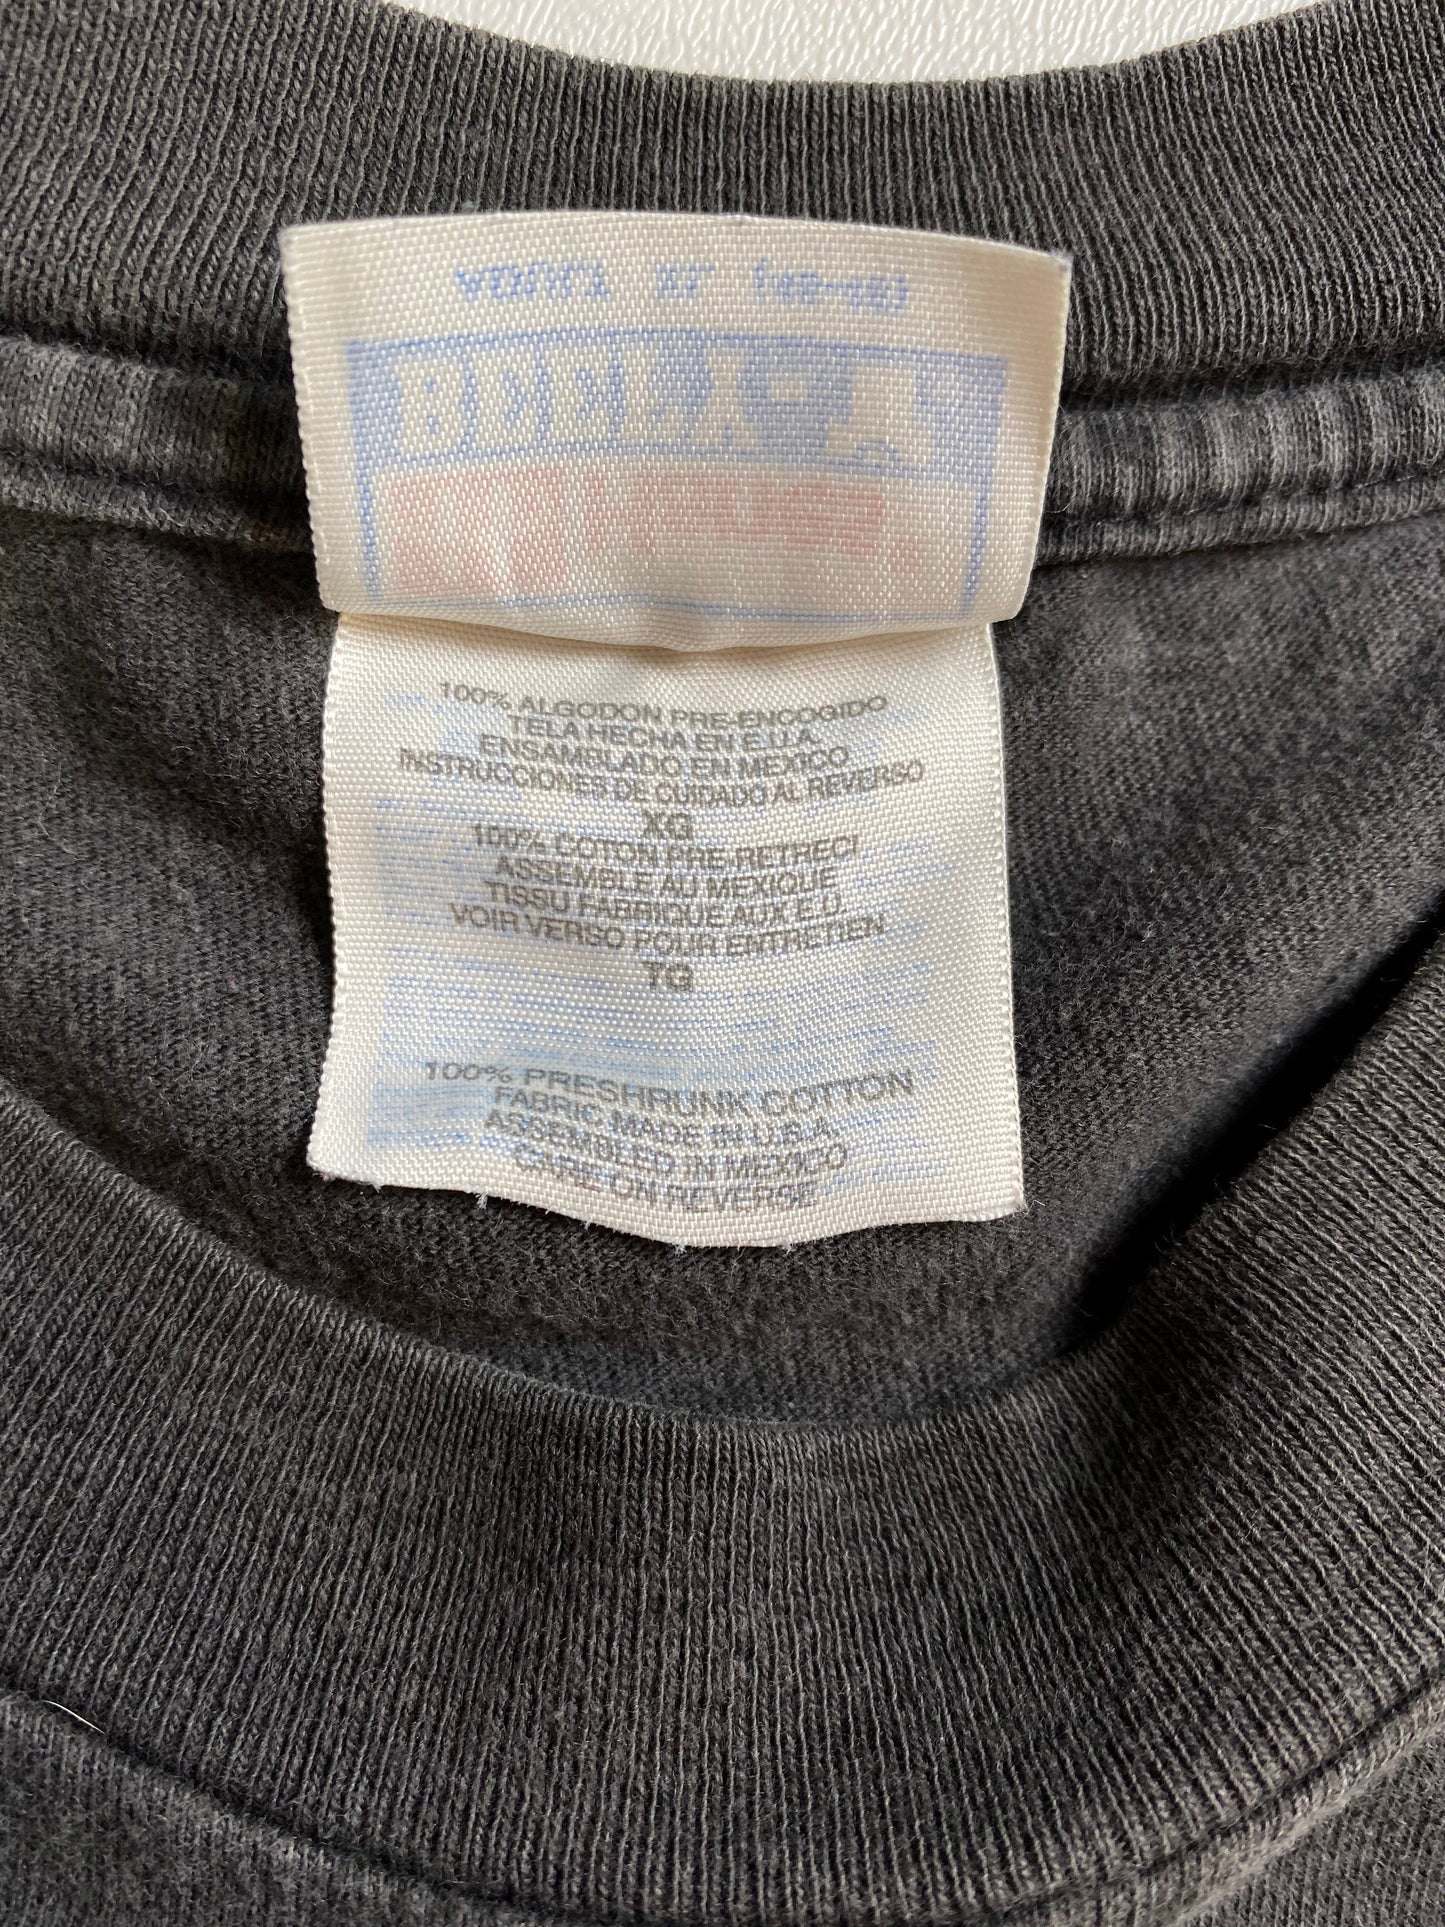 100% ALGODON PRE-ENCOGIDO
TELA HECHA EN E.U.A.
ENSAMBLADO EN MEXICO
INSTRUCCIONES DE CUIDADO AL REVERSO
XG
100% COTON PRE-RETRECI
ASSEMBLE AU MEXIQUE
TISSU FABRIQUE AUX E.U.
VOIR VERSO POUR ENTRETIEN
TG
100% PRESHRUNK COTTON
FABRIC MADE IN U.S.A.
ASSEMBLED IN MEXICO
CARE ON REVERSE